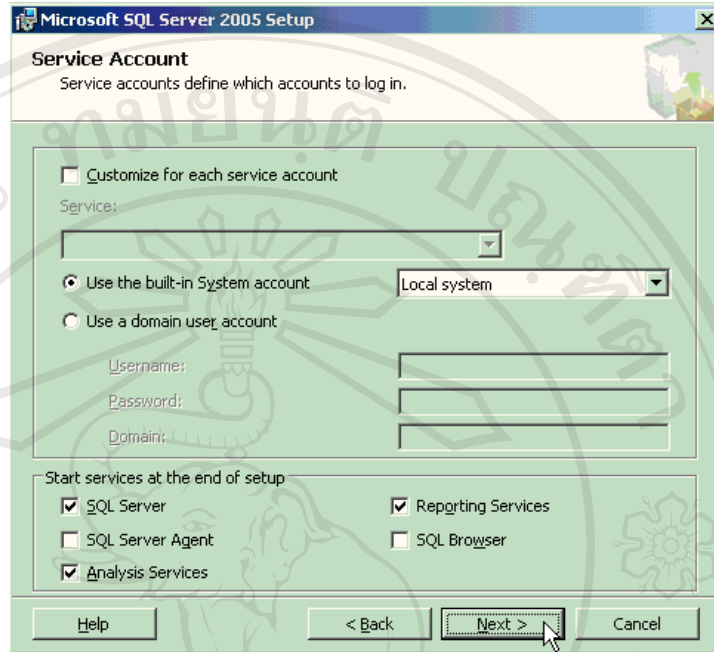 Microsoft SQL Server 2005 Setup
Service Account
Service accounts define which accounts to log in.
Customize for each service account
Service:
Use the built-in System account
Local system
Use a domain user account
Username:
Password:
Domain:
Start services at the end of setup
SQL Server
Reporting Services
SQL Server Agent
SQL Browser
Analysis Services
Help
< Back
Next >
Cancel